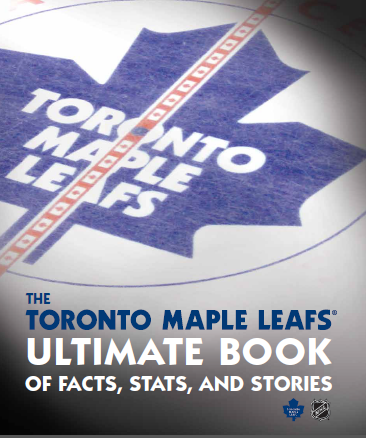 TORONTO
MAPLE
LEAFS
THE
TORONTO MAPLE LEAFS®
ULTIMATE BOOK
OF FACTS, STATS, AND STORIES